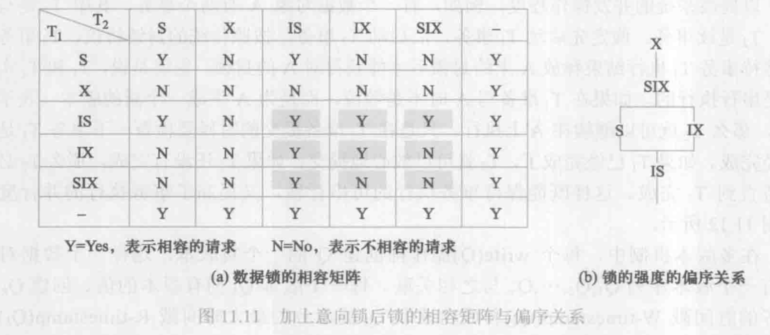 T₂
T₁ S X IS IX SIX
S Y N Y N N
X N N N N N
IS Y N Y Y Y
IX N N Y Y N
SIX N N Y N N
– Y Y Y Y Y
Y=Yes，表示相容的请求 N=No，表示不相容的请求
(a) 数据锁的相容矩阵
X
SIX
S IX
IS
(b) 锁的强度的偏序关系
图 11.11 加上意向锁后锁的相容矩阵与偏序关系